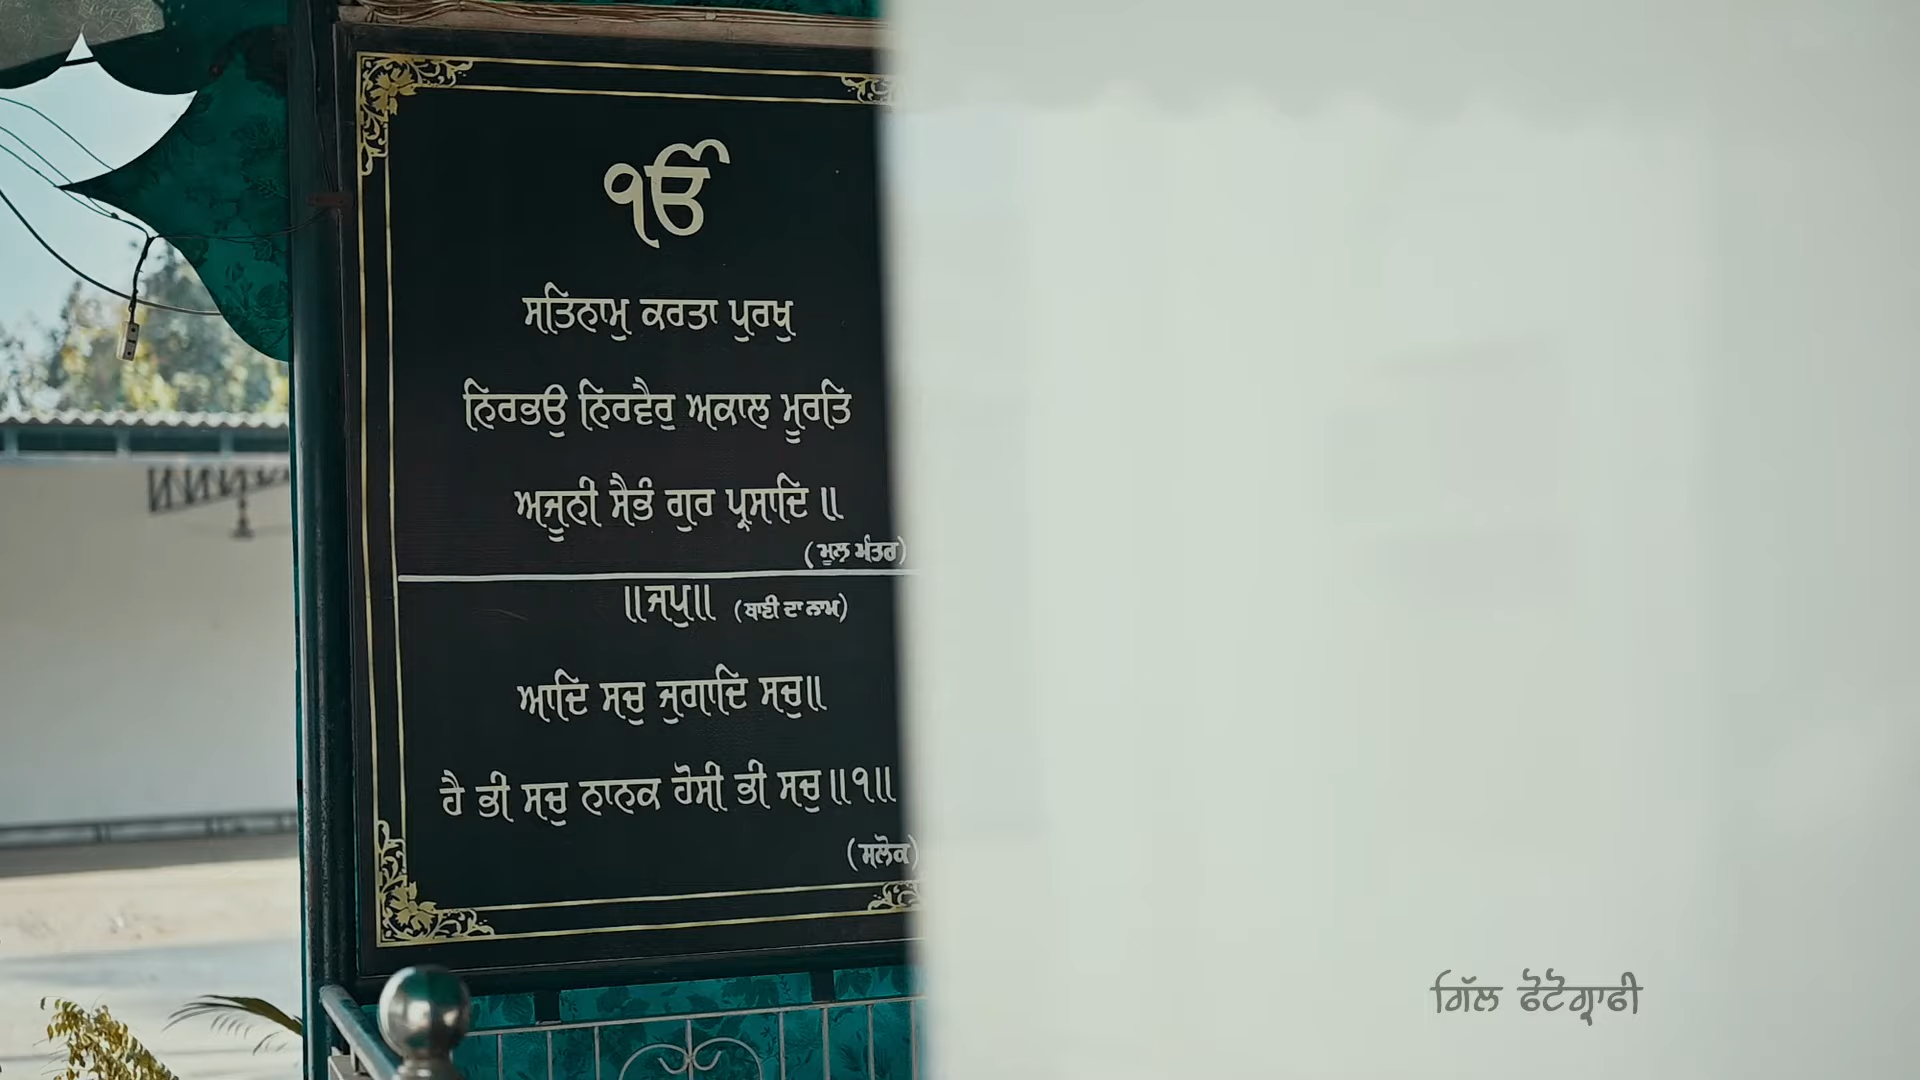 ੴ
ਸਤਿਨਾਮੁ ਕਰਤਾ ਪੁਰਖੁ
ਨਿਰਭਉ ਨਿਰਵੈਰੁ ਅਕਾਲ ਮੂਰਤਿ
ਅਜੂਨੀ ਸੈਭੰ ਗੁਰ ਪ੍ਰਸਾਦਿ ॥
(ਮੂਲ ਮੰਤਰ)
॥ਜਪੁ॥ (ਬਾਣੀ ਦਾ ਨਾਮ)
ਆਦਿ ਸਚੁ ਜੁਗਾਦਿ ਸਚੁ॥
ਹੈ ਭੀ ਸਚੁ ਨਾਨਕ ਹੋਸੀ ਭੀ ਸਚੁ॥੧॥
(ਸਲੋਕ)
ਗਿੱਲ ਫੋਟੋਗ੍ਰਾਫੀ